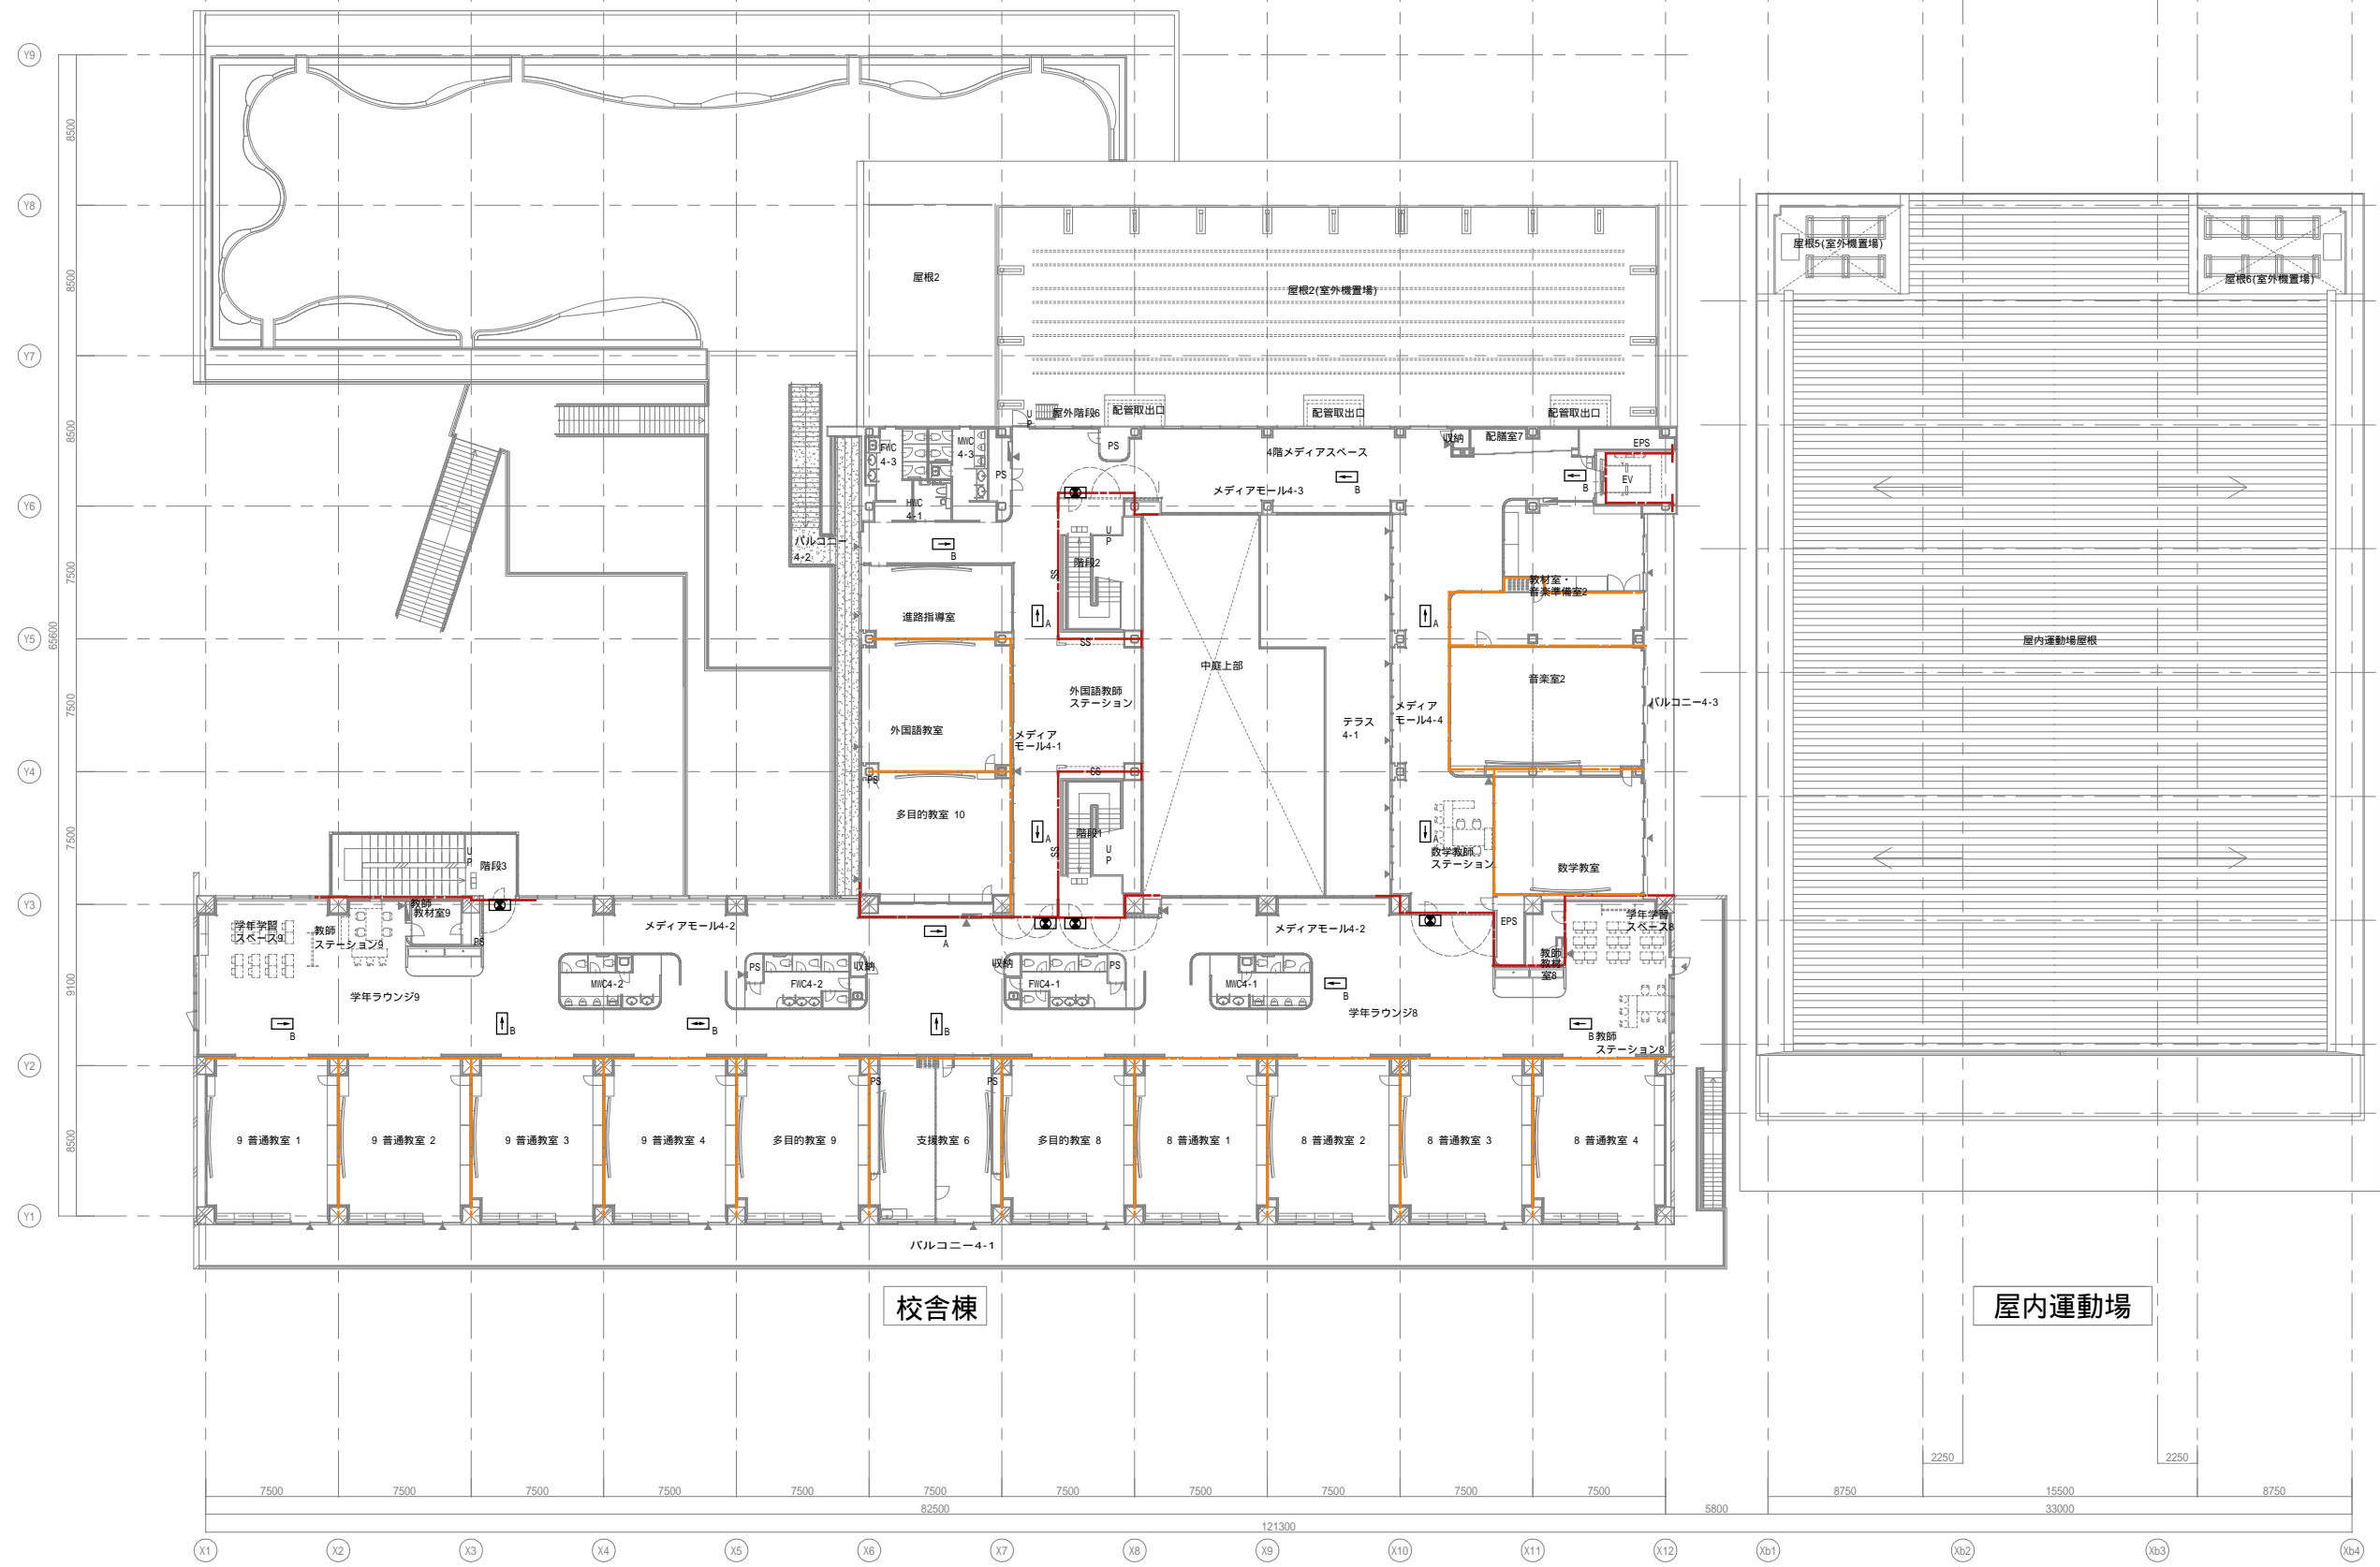 Y9
8500
Y8
屋根5(室外機置場)
屋根2
屋根6(室外機置場)
屋根2(室外機置場)
8500
Y7
8500
U
P
屋外階段6
配管取出口
配管取出口
配管取出口
FWC
4-3
MWC
4-3
PS
PS
4階メディアスペース
収納
配膳室7
EPS
EV
B
B
メディアモール4-3
Y6
HWC
4-1
バルコニー
4-2
B
U
P
階段2
SS
7500
教材室・
音楽準備室2
進路指導室
A
A
Y5
65600
SS
屋内運動場屋根
中庭上部
音楽室2
外国語教師
ステーション
7500
メディア
モール4-4
バルコニー4-3
テラス
4-1
外国語教室
メディア
モール4-1
Y4
PS
SS
多目的教室 10
A
階段1
SS
U
P
A
7500
数学教師
ステーション
数学教室
U
P
階段3
Y3
教師
教材室9
学年学習
スペース9
教師
ステーション9
PS
メディアモール4-2
A
メディアモール4-2
EPS
学年学習
スペース8
教師
教材
室8
9100
PS
収納
収納
PS
MWC4-2
FWC4-2
FWC4-1
MWC4-1
B
学年ラウンジ9
学年ラウンジ8
B
B
B
B
B
教師
ステーション8
Y2
PS
PS
8500
9 普通教室 1
9 普通教室 2
9 普通教室 3
9 普通教室 4
多目的教室 9
支援教室 6
多目的教室 8
8 普通教室 1
8 普通教室 2
8 普通教室 3
8 普通教室 4
Y1
バルコニー4-1
校舎棟
屋内運動場
2250
2250
7500
7500
7500
7500
7500
7500
7500
7500
7500
7500
7500
8750
15500
8750
82500
5800
33000
121300
X1
X2
X3
X4
X5
X6
X7
X8
X9
X10
X11
X12
Xb1
Xb2
Xb3
Xb4